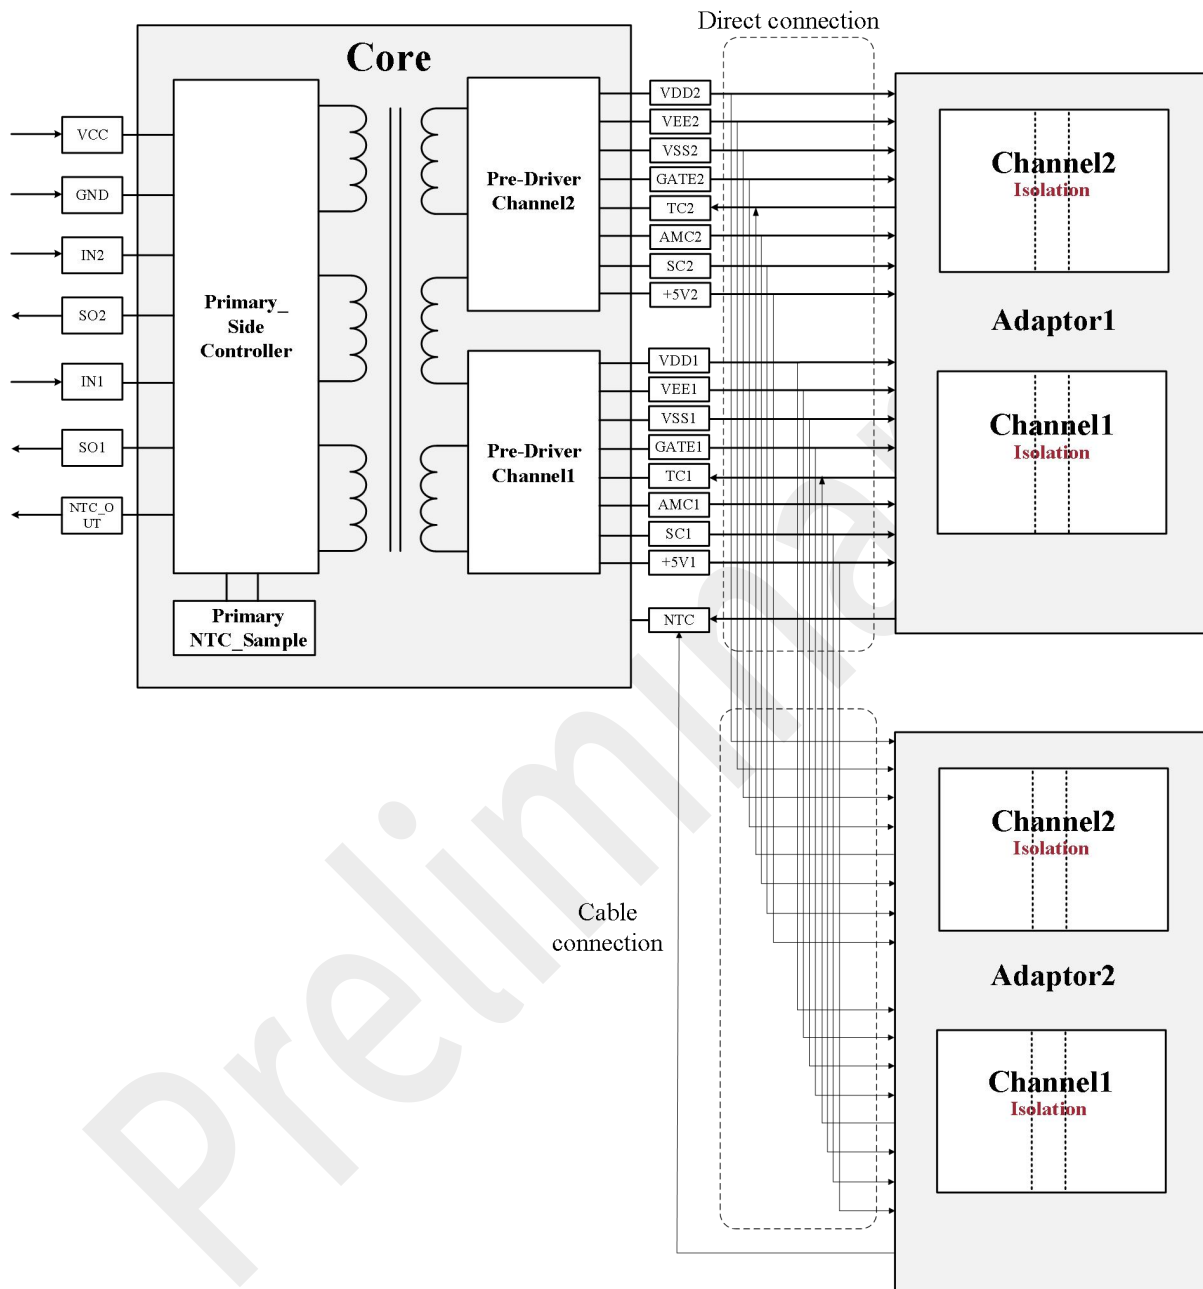 Direct connection
Core
VCC
GND
IN2
SO2
IN1
SO1
NTC_O
UT
Primary_
Side
Controller
Primary
NTC_Sample
Pre-Driver
Channel2
Pre-Driver
Channel1
VDD2
VEE2
VSS2
GATE2
TC2
AMC2
SC2
+5V2
VDD1
VEE1
VSS1
GATE1
TC1
AMC1
SC1
+5V1
NTC
Channel2
Isolation
Adaptor1
Channel1
Isolation
Cable
connection
Channel2
Isolation
Adaptor2
Channel1
Isolation